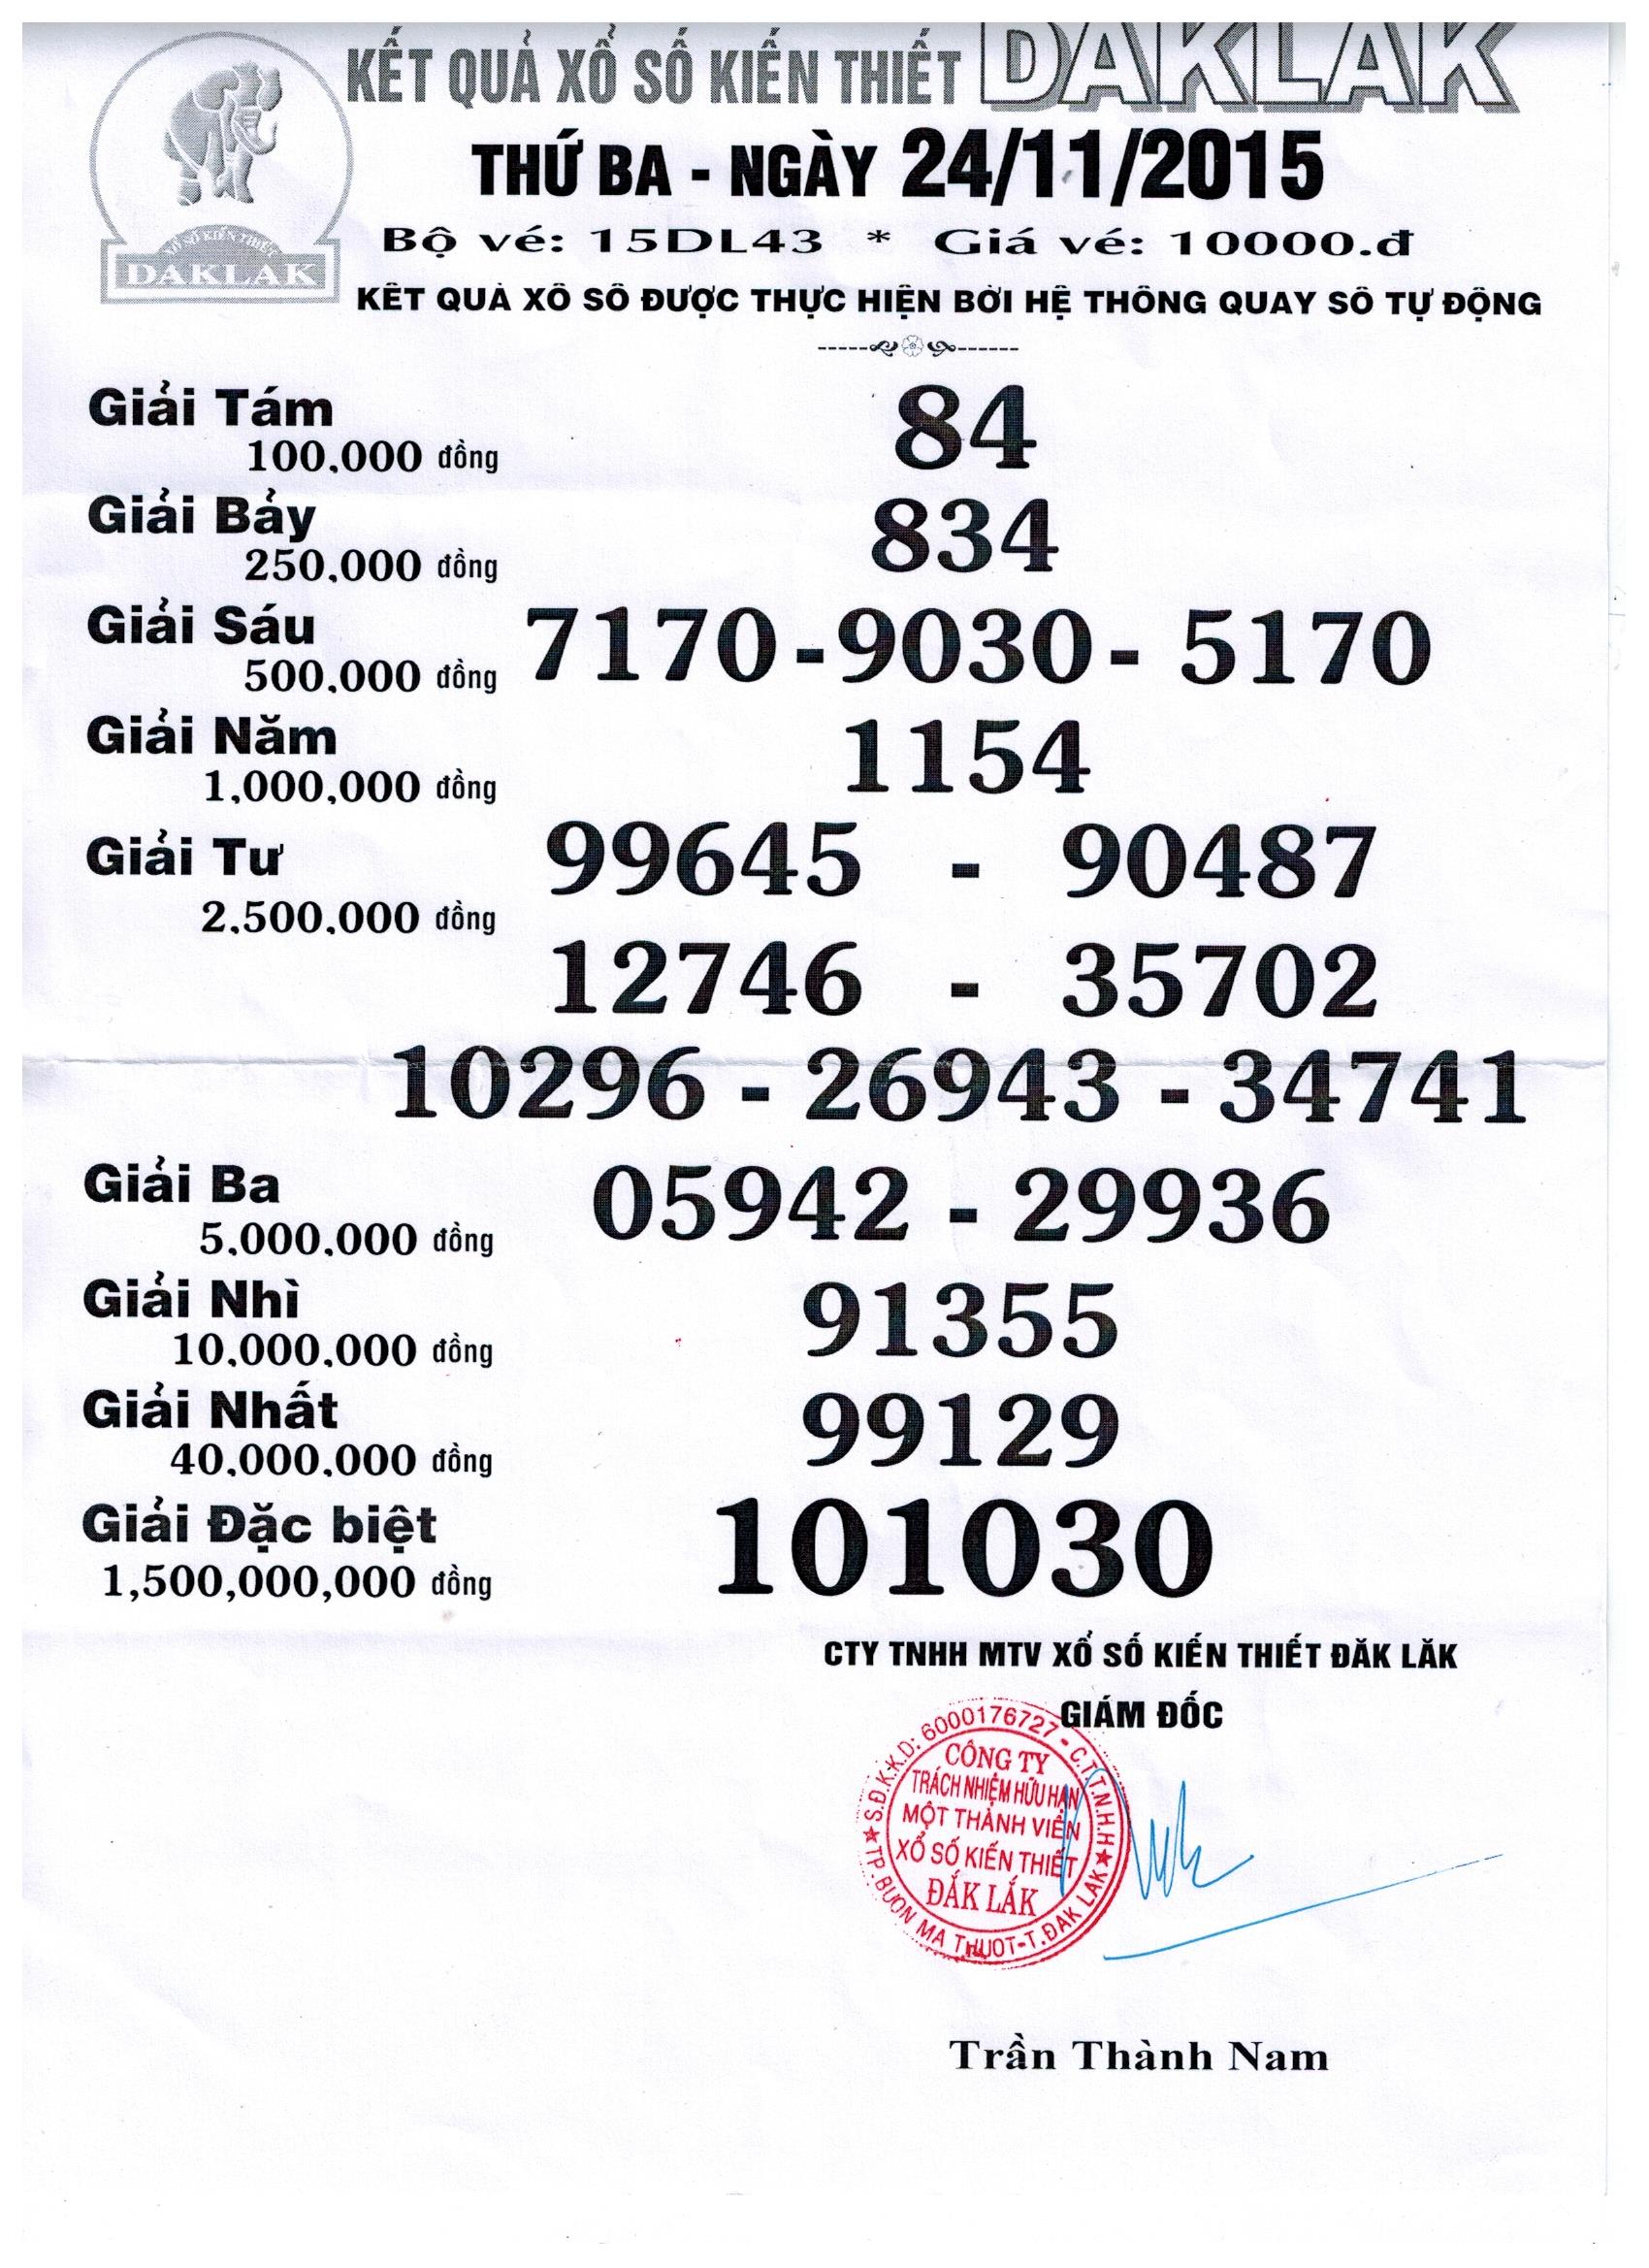 KẾT QUẢ XỔ SỐ KIẾN THIẾT DAKLAK
THỨ BA - NGÀY 24/11/2015
Bộ vé: 15DL43 * Giá vé: 10000.đ
XỔ SỐ KIẾN THIẾT
DAKLAK
KẾT QUẢ XỔ SỐ ĐƯỢC THỰC HIỆN BỞI HỆ THỐNG QUAY SỐ TỰ ĐỘNG
Giải Tám 84
100.000 đồng
Giải Bảy 834
250.000 đồng
Giải Sáu 7170 - 9030 - 5170
500.000 đồng
Giải Năm 1154
1.000.000 đồng
Giải Tư 99645 - 90487
2.500.000 đồng
12746 - 35702
10296 - 26943 - 34741
Giải Ba 05942 - 29936
5.000.000 đồng
Giải Nhì 91355
10.000.000 đồng
Giải Nhất 99129
40.000.000 đồng
Giải Đặc biệt 101030
1,500,000,000 đồng
CTY TNHH MTV XỔ SỐ KIẾN THIẾT ĐĂK LĂK
GIÁM ĐỐC
S.Đ.K.K.D: 6000176727 - C.T.T.N.H.H
CÔNG TY
TRÁCH NHIỆM HỮU HẠN
MỘT THÀNH VIÊN
XỔ SỐ KIẾN THIẾT
ĐẮK LẮK
TP.BUÔN MA THUỘT-T.ĐAK LAK
Trần Thành Nam